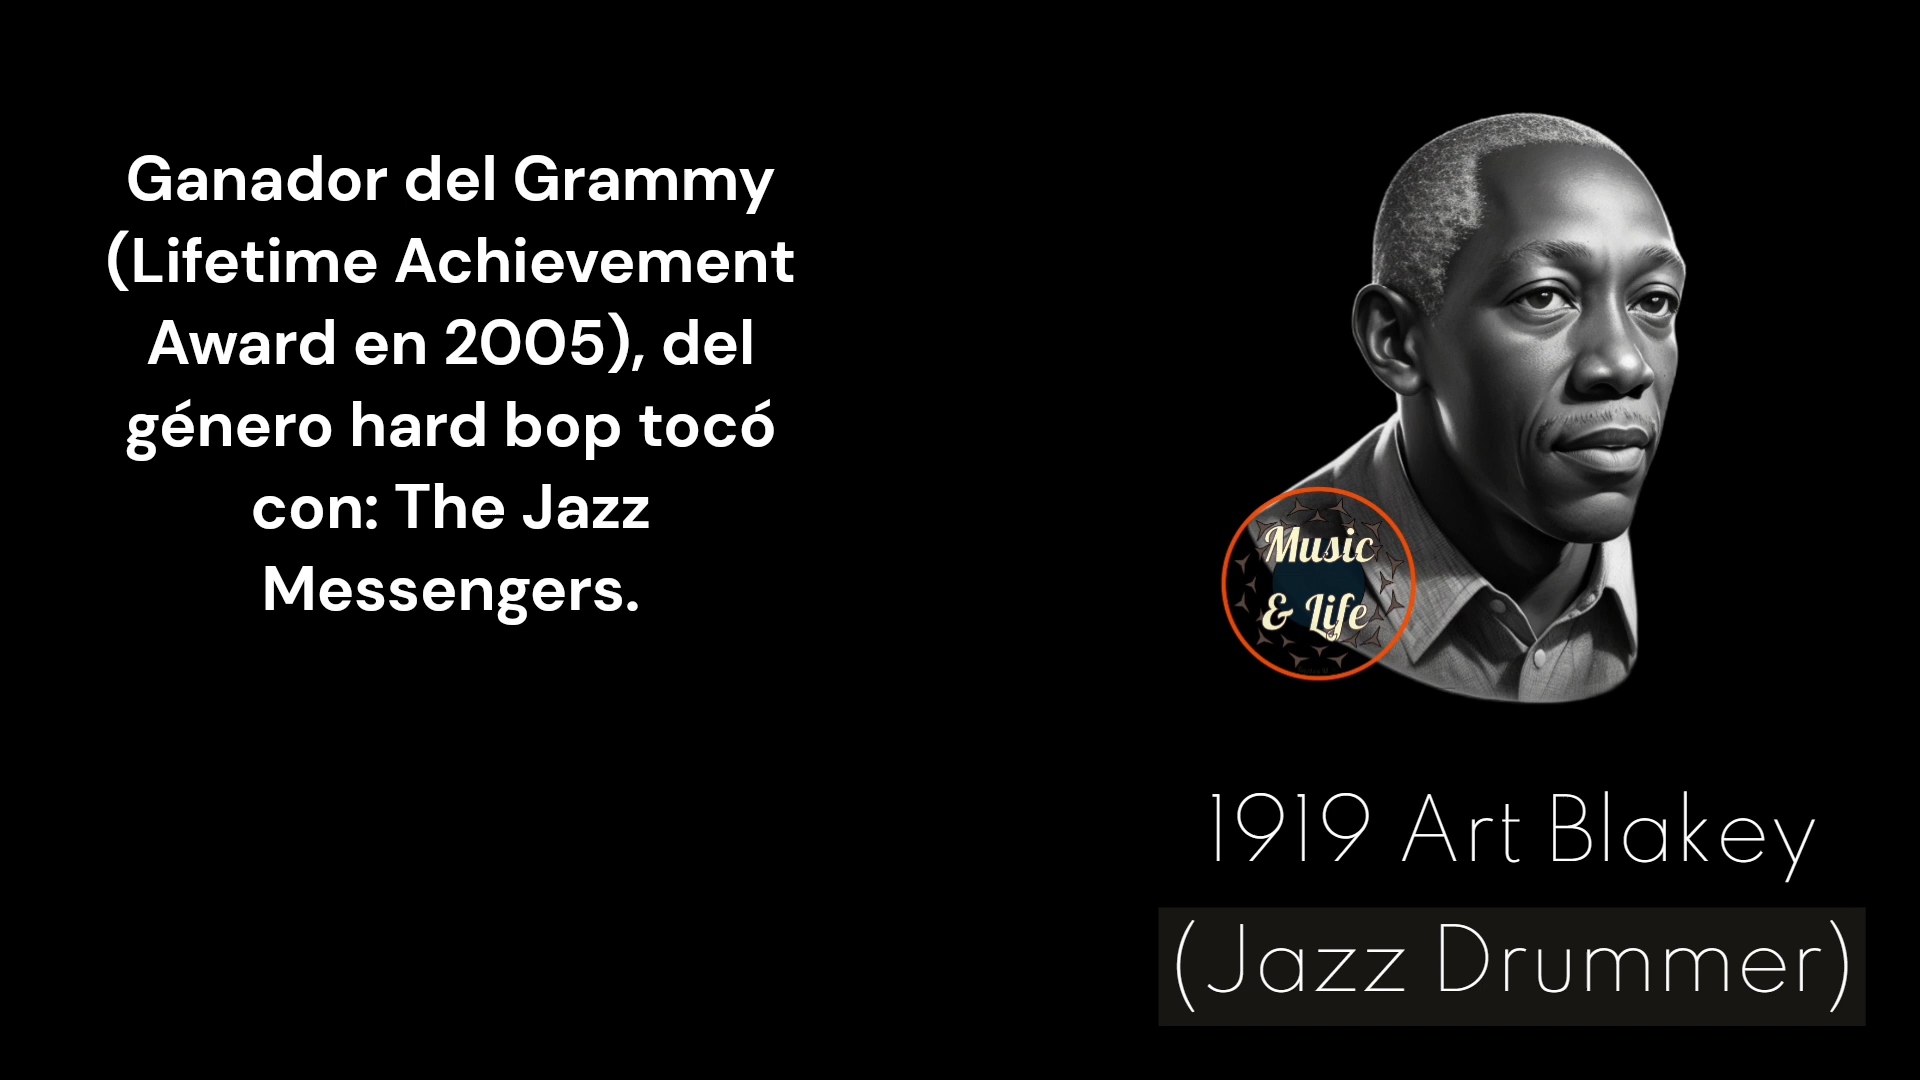 Ganador del Grammy
(Lifetime Achievement
Award en 2005), del
género hard bop tocó
con: The Jazz
Messengers.
Music
& Life
1919 Art Blakey
(Jazz Drummer)